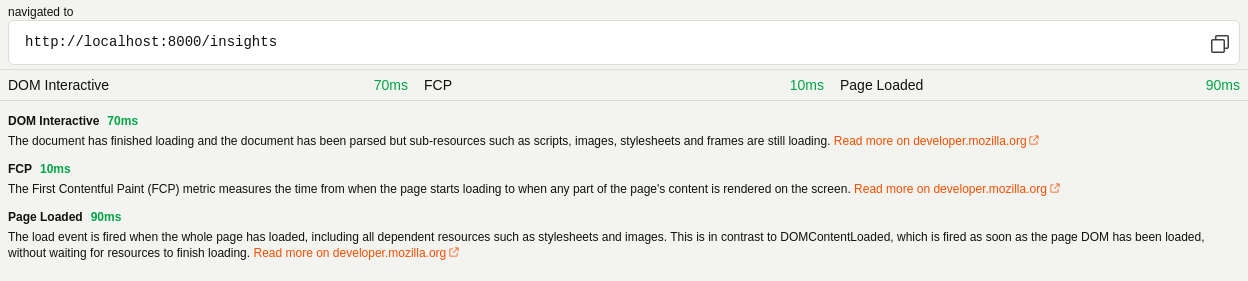 navigated to
http://localhost:8000/insights
DOM Interactive 70ms FCP 10ms Page Loaded 90ms
DOM Interactive 70ms
The document has finished loading and the document has been parsed but sub-resources such as scripts, images, stylesheets and frames are still loading. Read more on developer.mozilla.org
FCP 10ms
The First Contentful Paint (FCP) metric measures the time from when the page starts loading to when any part of the page's content is rendered on the screen. Read more on developer.mozilla.org
Page Loaded 90ms
The load event is fired when the whole page has loaded, including all dependent resources such as stylesheets and images. This is in contrast to DOMContentLoaded, which is fired as soon as the page DOM has been loaded,
without waiting for resources to finish loading. Read more on developer.mozilla.org